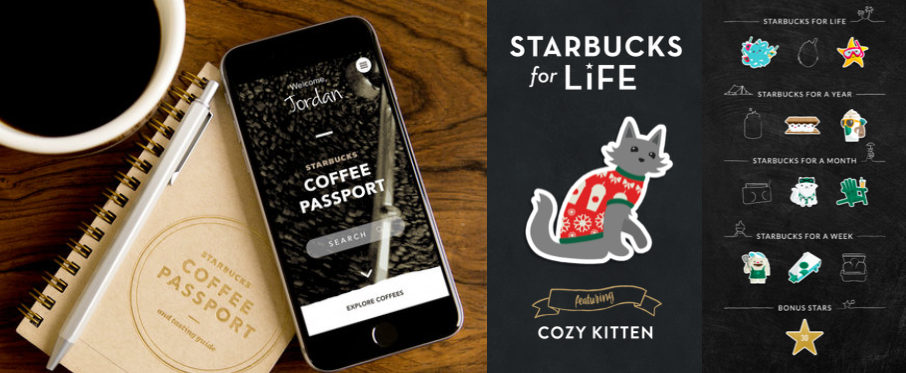 Welcome,
Jordan
STARBUCKS
COFFEE
PASSPORT
SEARCH
EXPLORE COFFEES
STARBUCKS
COFFEE
PASSPORT
and tasting guide
STARBUCKS
for LiFE
featuring
COZY KITTEN
STARBUCKS FOR LIFE
STARBUCKS FOR A YEAR
STARBUCKS FOR A MONTH
STARBUCKS FOR A WEEK
BONUS STARS
30